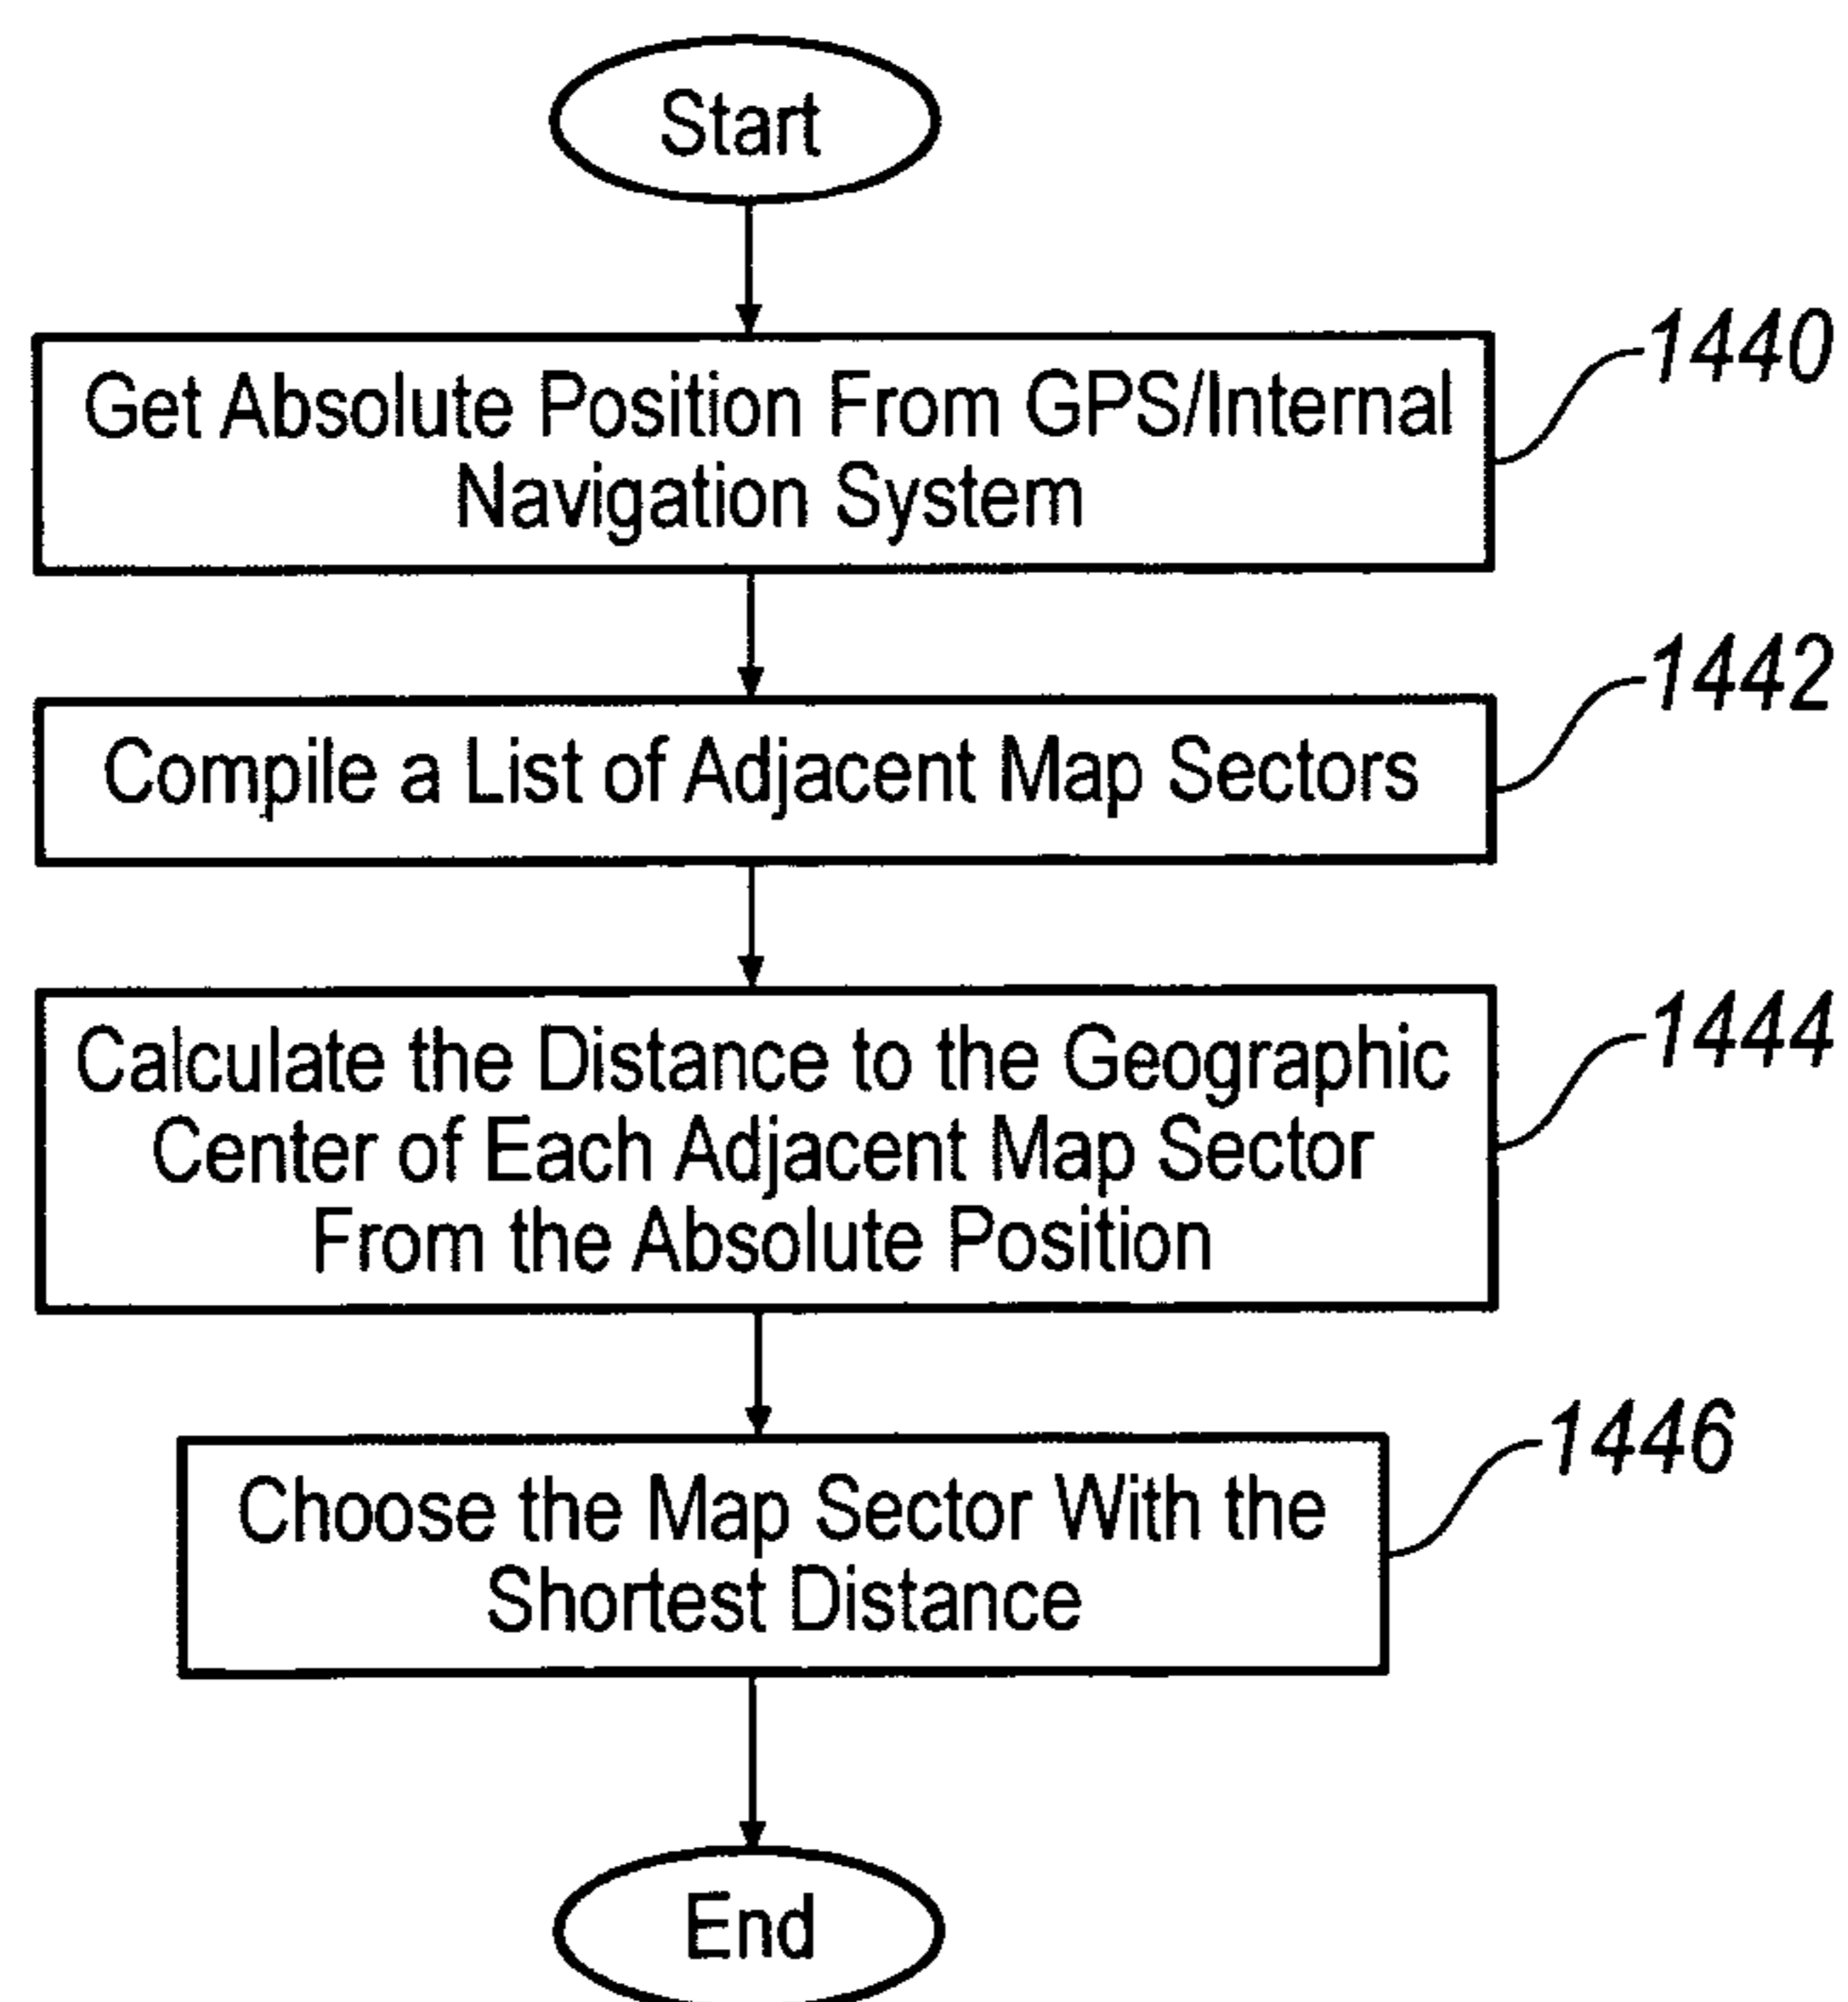 Start
Get Absolute Position From GPS/Internal
Navigation System
1440
Compile a List of Adjacent Map Sectors
1442
Calculate the Distance to the Geographic
Center of Each Adjacent Map Sector
From the Absolute Position
1444
Choose the Map Sector With the
Shortest Distance
1446
End